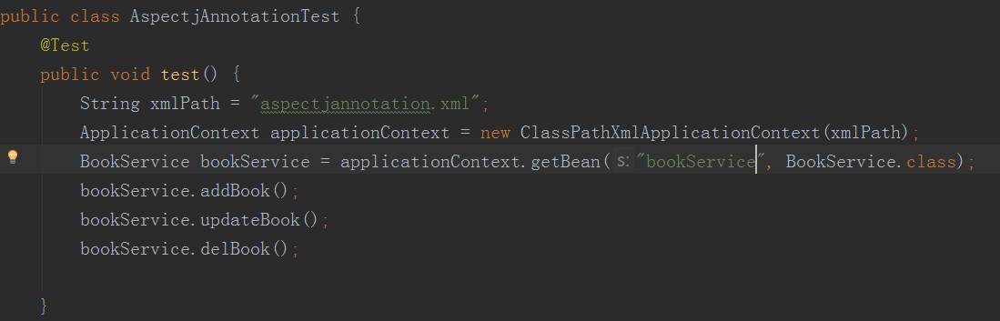 public class AspectjAnnotationTest {
@Test
public void test() {
String xmlPath = "aspectjannotation.xml";
ApplicationContext applicationContext = new ClassPathXmlApplicationContext(xmlPath);
BookService bookService = applicationContext.getBean( s: "bookService", BookService.class);
bookService.addBook();
bookService.updateBook();
bookService.delBook();
}